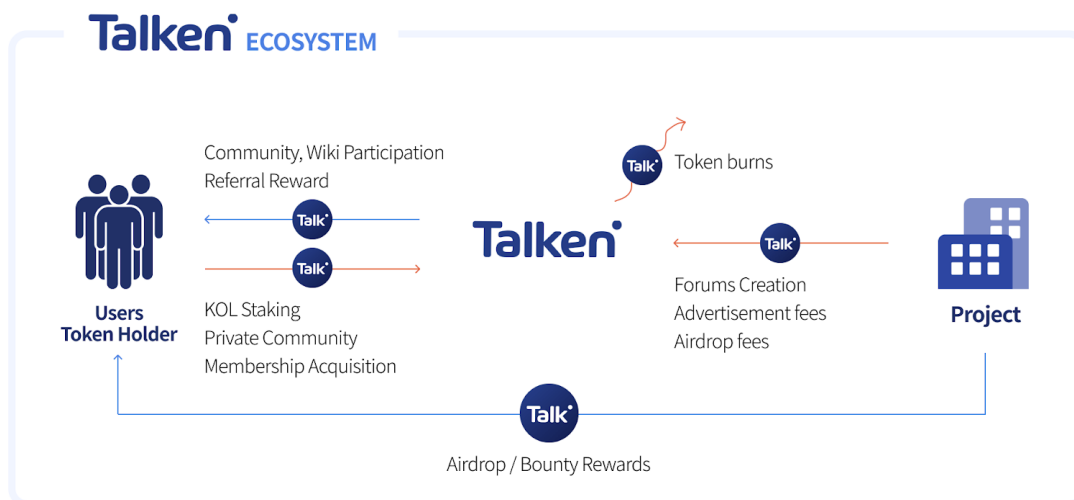 Talken ECOSYSTEM
Community, Wiki Participation
Referral Reward
Talk
Talk
KOL Staking
Private Community
Membership Acquisition
Users
Token Holder
Talken
Talk
Token burns
Talk
Forums Creation
Advertisement fees
Airdrop fees
Project
Talk
Airdrop / Bounty Rewards